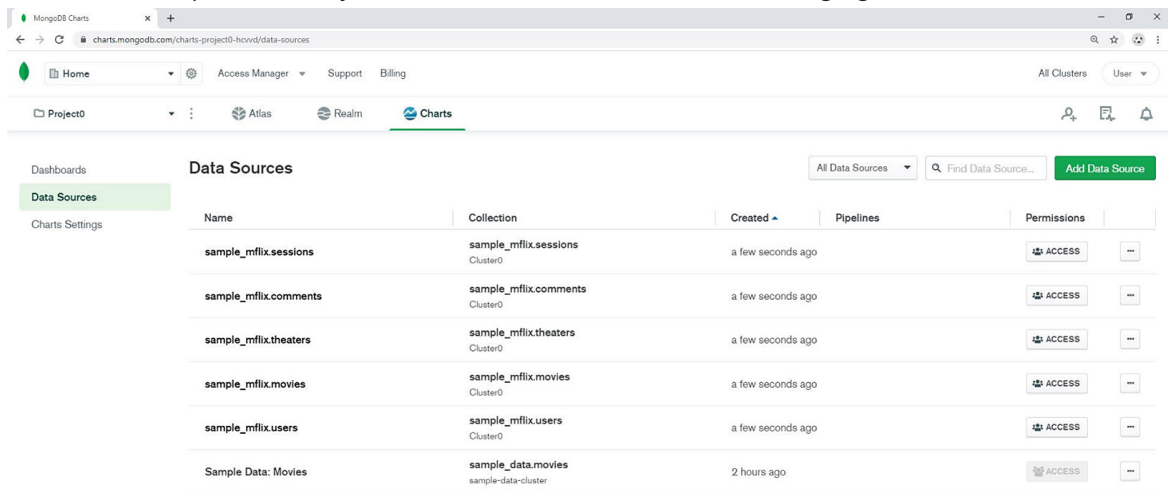 MongoDB Charts
charts.mongodb.com/charts-project0-hcvvd/data-sources
Home Access Manager Support Billing All Clusters User
Project0 Atlas Realm Charts
Dashboards
Data Sources
Charts Settings
Data Sources All Data Sources Find Data Source... Add Data Source
Name Collection Created Pipelines Permissions
sample_mflix.sessions sample_mflix.sessions a few seconds ago ACCESS
Cluster0
sample_mflix.comments sample_mflix.comments a few seconds ago ACCESS
Cluster0
sample_mflix.theaters sample_mflix.theaters a few seconds ago ACCESS
Cluster0
sample_mflix.movies sample_mflix.movies a few seconds ago ACCESS
Cluster0
sample_mflix.users sample_mflix.users a few seconds ago ACCESS
Cluster0
Sample Data: Movies sample_data.movies 2 hours ago ACCESS
sample-data-cluster